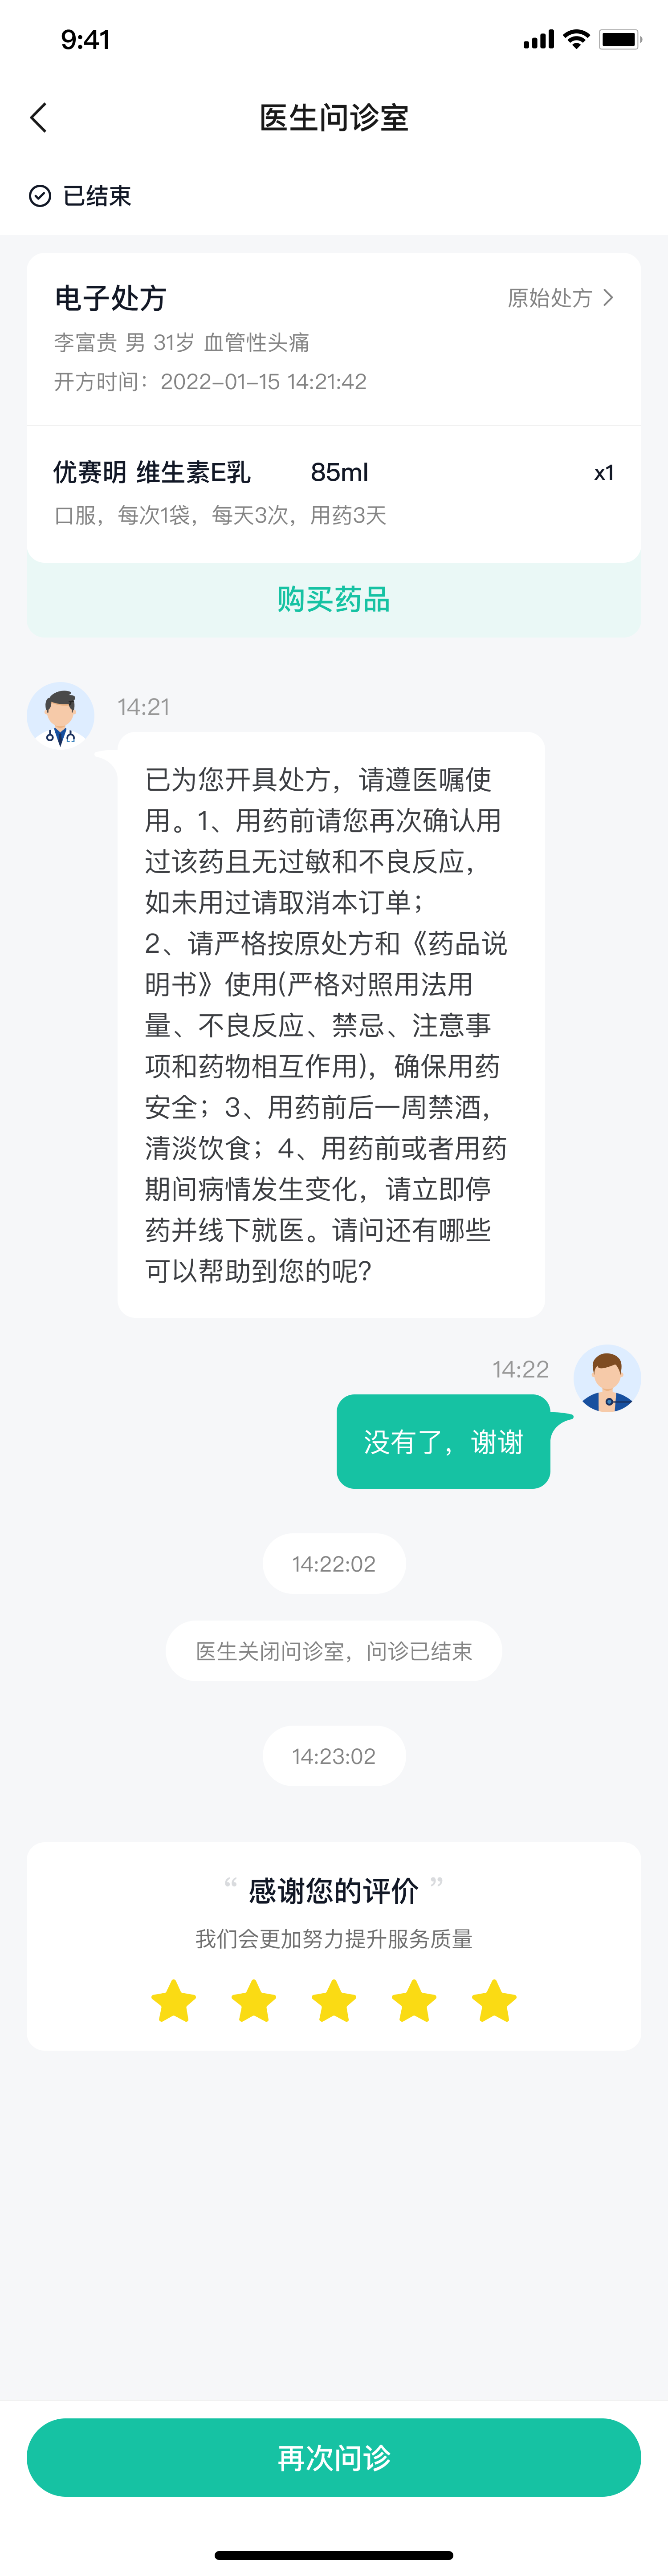 9:41
医生问诊室
已结束
电子处方
原始处方
李富贵 男 31岁 血管性头痛
开方时间：2022-01-15 14:21:42
优赛明 维生素E乳 85ml x1
口服，每次1袋，每天3次，用药3天
购买药品
14:21
已为您开具处方，请遵医嘱使
用。1、用药前请您再次确认用
过该药且无过敏和不良反应，
如未用过请取消本订单；
2、请严格按原处方和《药品说
明书》使用(严格对照用法用
量、不良反应、禁忌、注意事
项和药物相互作用)，确保用药
安全；3、用药前后一周禁酒，
清淡饮食；4、用药前或者用药
期间病情发生变化，请立即停
药并线下就医。请问还有哪些
可以帮助到您的呢？
14:22
没有了，谢谢
14:22:02
医生关闭问诊室，问诊已结束
14:23:02
“ 感谢您的评价 ”
我们会更加努力提升服务质量
再次问诊